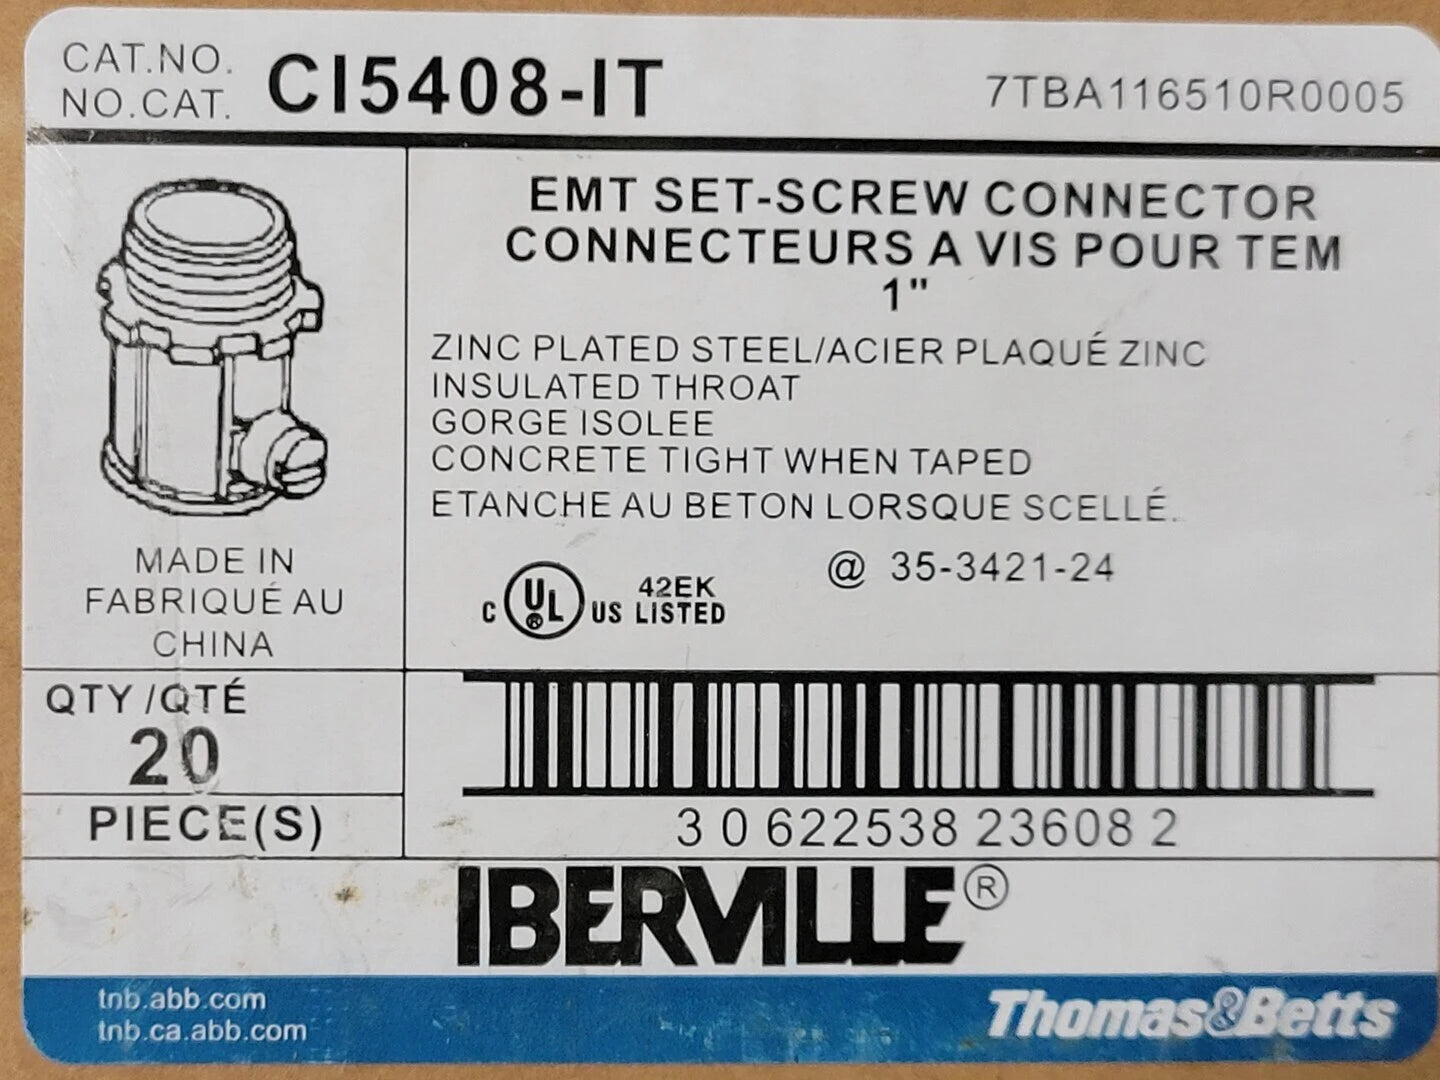 CAT.NO.
NO.CAT.
CI5408-IT
7TBA116510R0005
EMT SET-SCREW CONNECTOR
CONNECTEURS A VIS POUR TEM
1"
ZINC PLATED STEEL/ACIER PLAQUÉ ZINC
INSULATED THROAT
GORGE ISOLEE
CONCRETE TIGHT WHEN TAPED
ETANCHE AU BETON LORSQUE SCELLÉ.
@ 35-3421-24
C UL ® US 42EK
LISTED
MADE IN
FABRIQUÉ AU
CHINA
QTY/QTÉ
20
PIECE(S)
3 0 622538 23608 2
IBERVILLE®
tnb.abb.com
tnb.ca.abb.com
Thomas&Betts